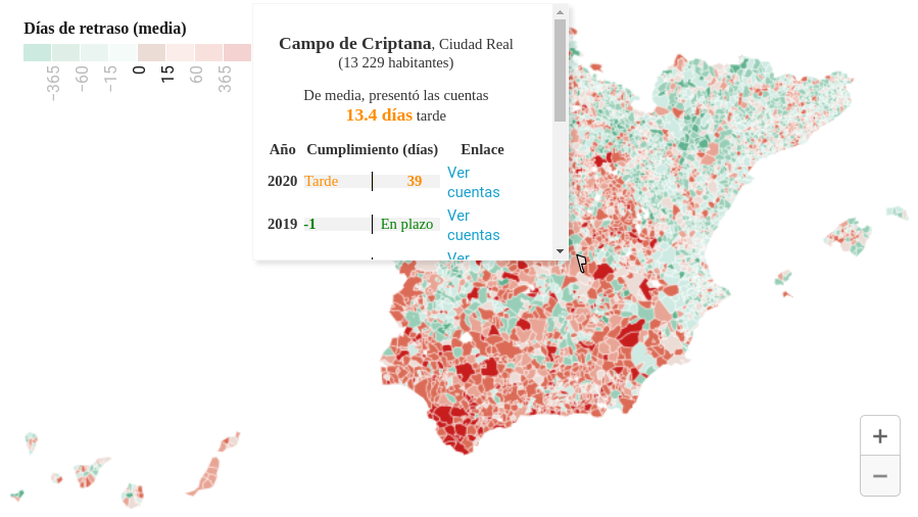 Días de retraso (media)
-365
-60
-15
0
15
60
365
Campo de Criptana, Ciudad Real
(13 229 habitantes)
De media, presentó las cuentas
13.4 días tarde
Año Cumplimiento (días) Enlace
2020 Tarde 39 Ver
cuentas
2019 -1 En plazo Ver
cuentas
Ver
+
−